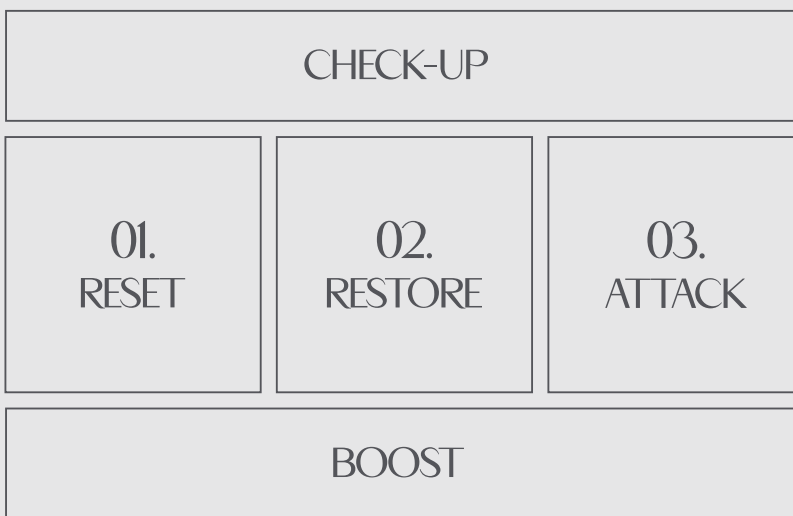 CHECK-UP
01.
RESET
02.
RESTORE
03.
ATTACK
BOOST